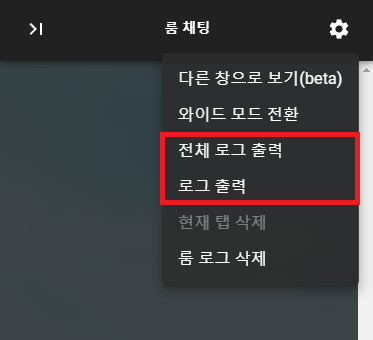 룸 채팅
다른 창으로 보기(beta)
와이드 모드 전환
전체 로그 출력
로그 출력
현재 탭 삭제
룸 로그 삭제